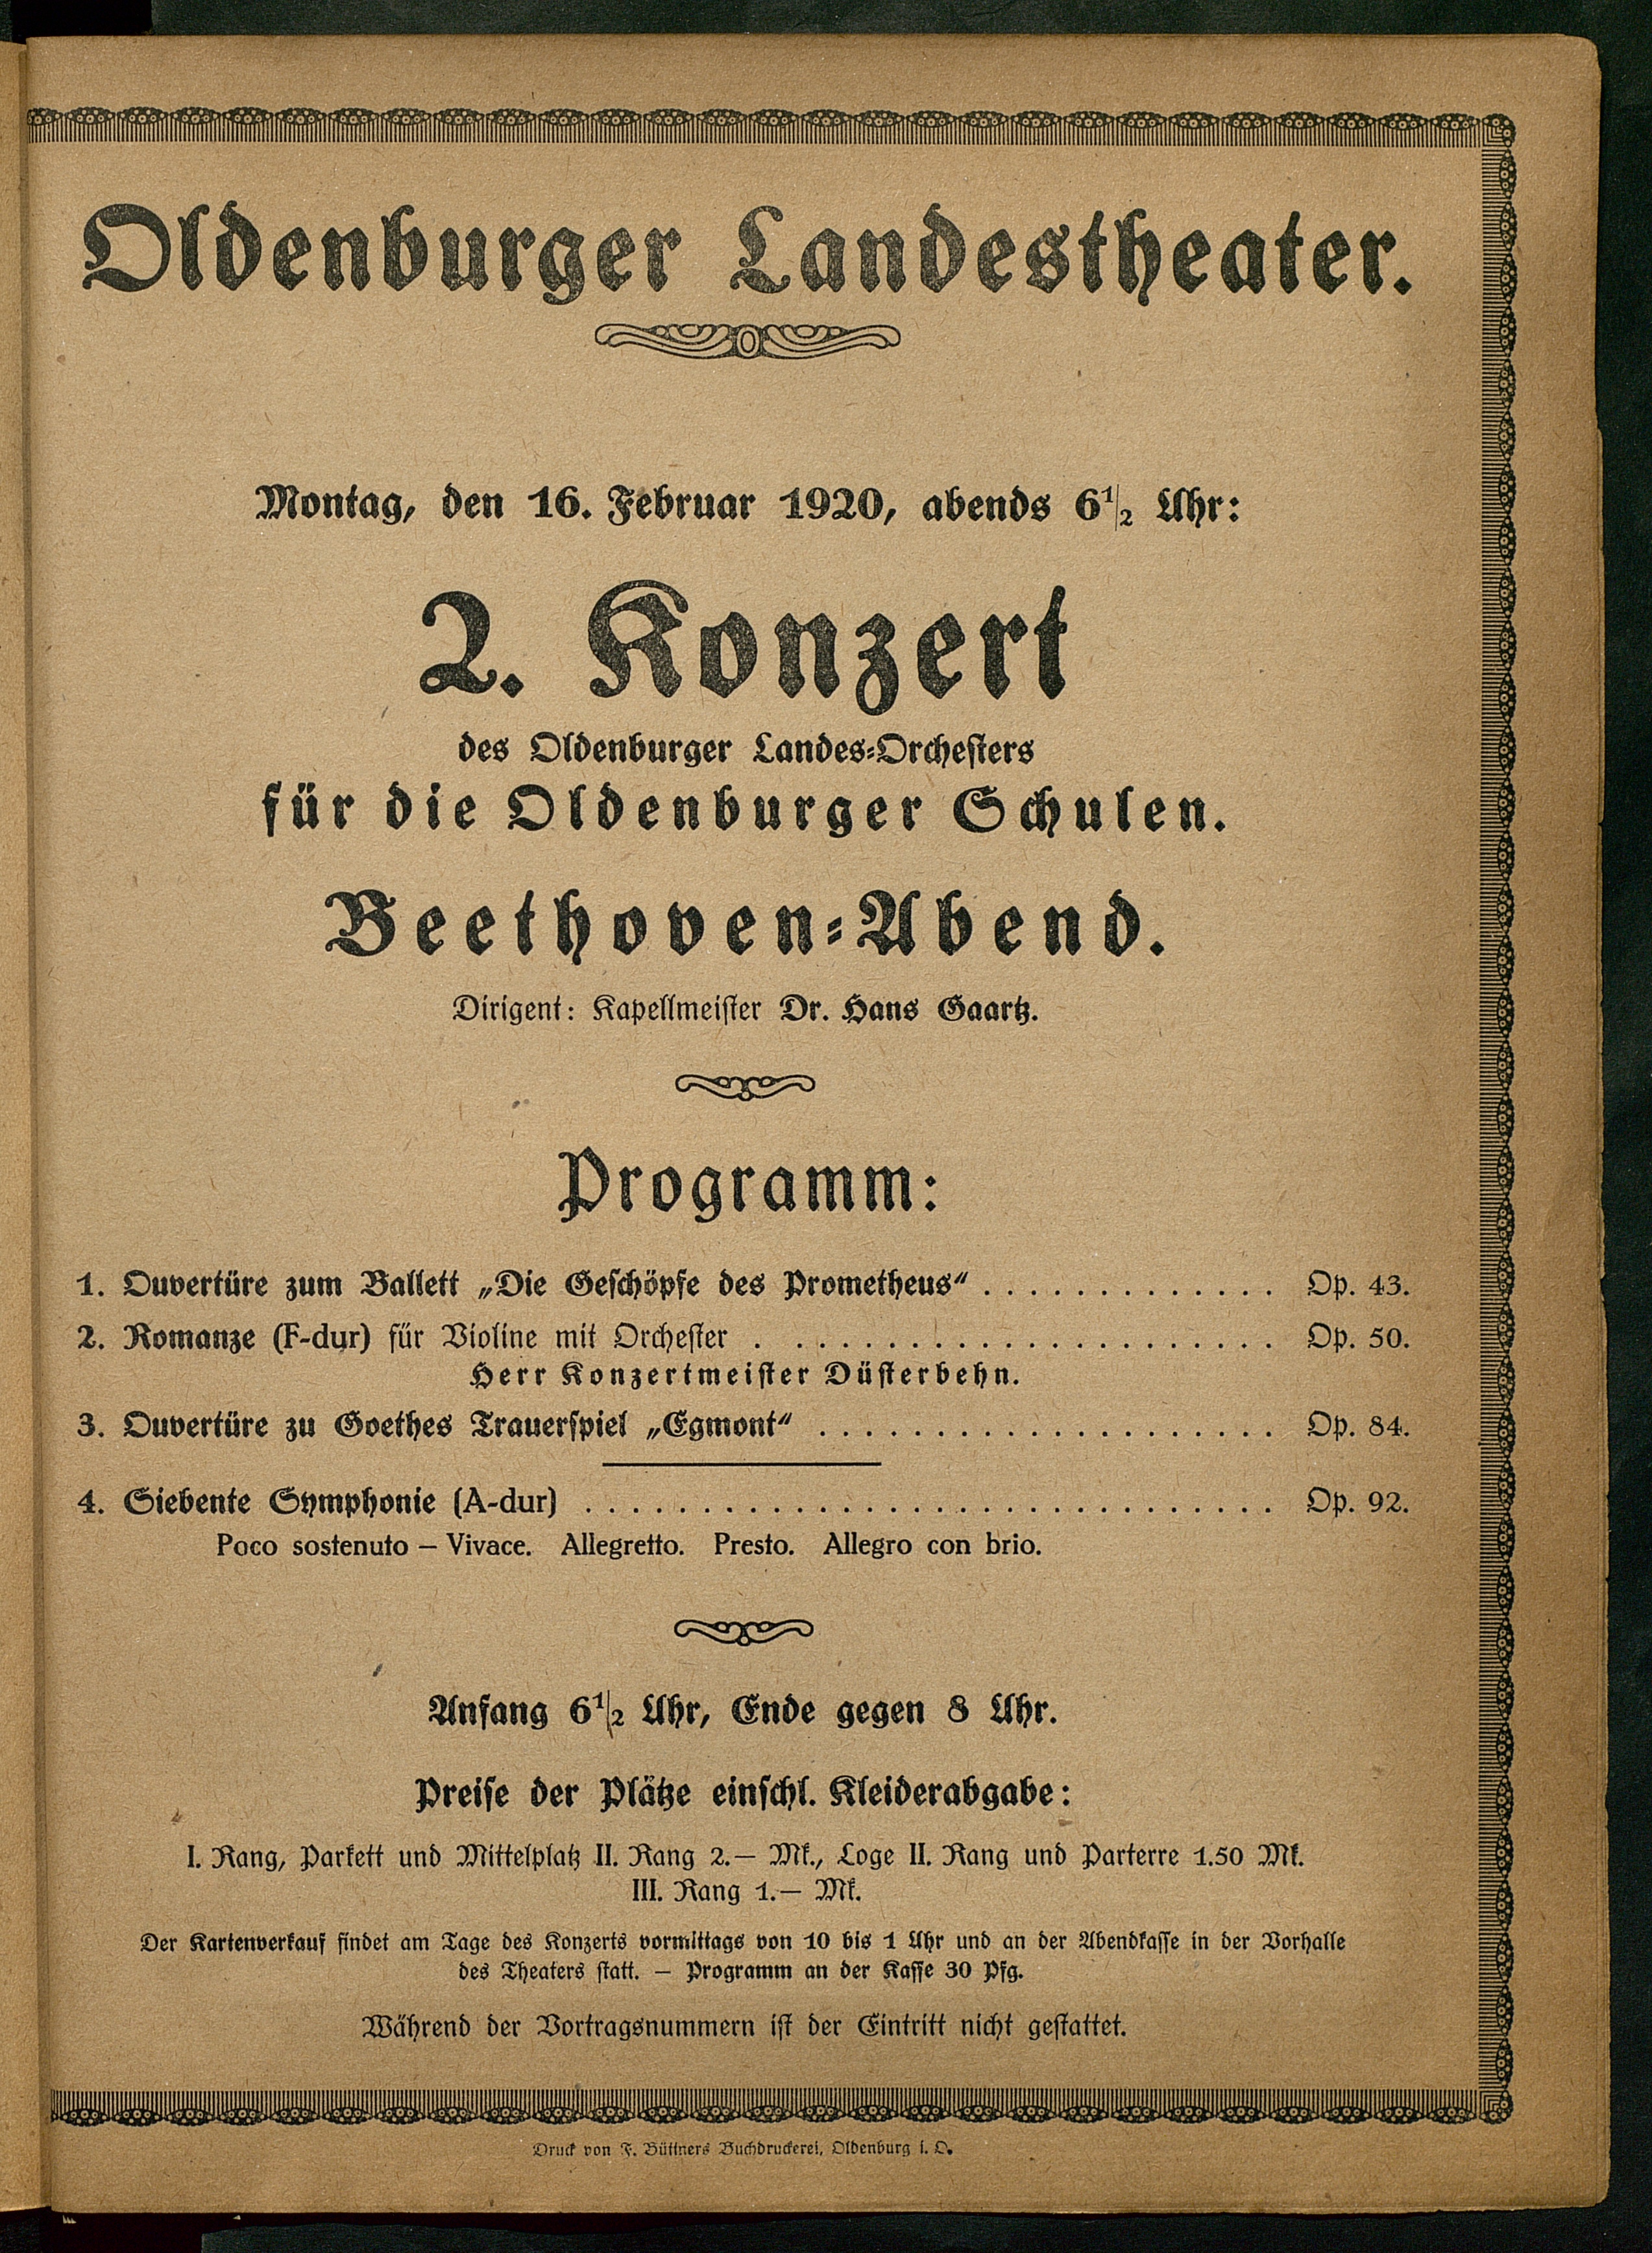 Oldenburger Landestheater.
Montag, den 16. Februar 1920, abends 6 1/2 Uhr:
2. Konzert
des Oldenburger Landes-Orchesters
für die Oldenburger Schulen.
Beethoven-Abend.
Dirigent: Kapellmeister Dr. Hans Gaartz.
Programm:
1. Ouvertüre zum Ballett „Die Geschöpfe des Prometheus“ . . . . . . . . . . . . . Op. 43.
2. Romanze (F-dur) für Violine mit Orchester . . . . . . . . . . . . . . . . . . . . . . Op. 50.
Herr Konzertmeister Düsterbehn.
3. Ouvertüre zu Goethes Trauerspiel „Egmont“ . . . . . . . . . . . . . . . . . . . . Op. 84.
4. Siebente Symphonie (A-dur) . . . . . . . . . . . . . . . . . . . . . . . . . . . . . . Op. 92.
Poco sostenuto – Vivace. Allegretto. Presto. Allegro con brio.
Anfang 6 1/2 Uhr, Ende gegen 8 Uhr.
Preise der Plätze einschl. Kleiderabgabe:
I. Rang, Parkett und Mittelplatz II. Rang 2.— Mk., Loge II. Rang und Parterre 1.50 Mk.
III. Rang 1.— Mk.
Der Kartenverkauf findet am Tage des Konzerts vormittags von 10 bis 1 Uhr und an der Abendkasse in der Vorhalle
des Theaters statt. — Programm an der Kasse 30 Pfg.
Während der Vortragsnummern ist der Eintritt nicht gestattet.
Druck von F. Büttners Buchdruckerei, Oldenburg i. O.